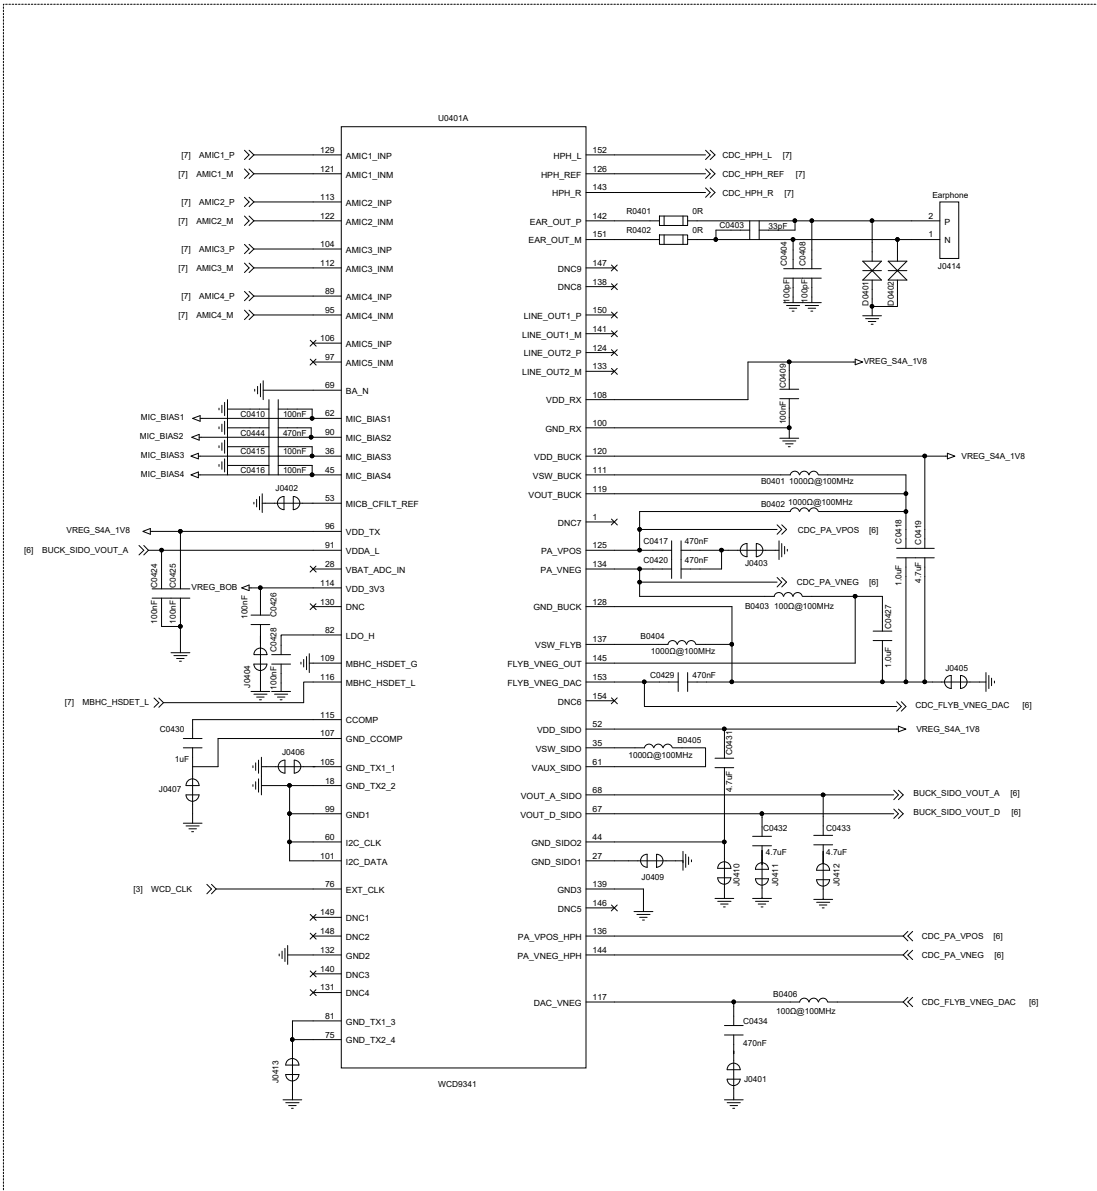 U0401A
[7] AMIC1_P 129 AMIC1_INP
[7] AMIC1_M 121 AMIC1_INM
[7] AMIC2_P 113 AMIC2_INP
[7] AMIC2_M 122 AMIC2_INM
[7] AMIC3_P 104 AMIC3_INP
[7] AMIC3_M 112 AMIC3_INM
[7] AMIC4_P 89 AMIC4_INP
[7] AMIC4_M 95 AMIC4_INM
106 AMIC5_INP
97 AMIC5_INM
69 BA_N
MIC_BIAS1 C0410 100nF 62 MIC_BIAS1
MIC_BIAS2 C0444 470nF 90 MIC_BIAS2
MIC_BIAS3 C0415 100nF 36 MIC_BIAS3
MIC_BIAS4 C0416 100nF 45 MIC_BIAS4
J0402
53 MICB_CFILT_REF
VREG_S4A_1V8 96 VDD_TX
[6] BUCK_SIDO_VOUT_A 91 VDDA_L
C0424 100nF
C0425 100nF
28 VBAT_ADC_IN
VREG_BOB 114 VDD_3V3
C0426 100nF
130 DNC
C0428 100nF
J0404
82 LDO_H
109 MBHC_HSDET_G
116 MBHC_HSDET_L
[7] MBHC_HSDET_L
115 CCOMP
C0430
1uF
107 GND_CCOMP
J0407
J0406
105 GND_TX1_1
18 GND_TX2_2
99 GND1
60 I2C_CLK
101 I2C_DATA
[3] WCD_CLK 76 EXT_CLK
149 DNC1
148 DNC2
132 GND2
140 DNC3
131 DNC4
81 GND_TX1_3
75 GND_TX2_4
J0413
WCD9341
HPH_L 152 CDC_HPH_L [7]
HPH_REF 126 CDC_HPH_REF [7]
HPH_R 143 CDC_HPH_R [7]
EAR_OUT_P 142 R0401 0R
EAR_OUT_M 151 R0402 0R
C0403 33pF
C0404 100pF
C0408 100pF
D0401
D0402
Earphone
2 P
1 N
J0414
DNC9 147
DNC8 138
LINE_OUT1_P 150
LINE_OUT1_M 141
LINE_OUT2_P 124
LINE_OUT2_M 133
VDD_RX 108
C0409 100nF
VREG_S4A_1V8
GND_RX 100
VDD_BUCK 120 VREG_S4A_1V8
VSW_BUCK 111
B0401 1000Ω@100MHz
VOUT_BUCK 119
B0402 1000Ω@100MHz
DNC7 1
CDC_PA_VPOS [6]
PA_VPOS 125 C0417 470nF
PA_VNEG 134 C0420 470nF
J0403
C0418 1.0uF
C0419 4.7uF
CDC_PA_VNEG [6]
B0403 100Ω@100MHz
GND_BUCK 128
C0427 1.0uF
VSW_FLYB 137
B0404
1000Ω@100MHz
FLYB_VNEG_OUT 145
FLYB_VNEG_DAC 153 C0429 470nF
J0405
DNC6 154
CDC_FLYB_VNEG_DAC [6]
VDD_SIDO 52 VREG_S4A_1V8
C0431 4.7uF
VSW_SIDO 35 B0405
1000Ω@100MHz
VAUX_SIDO 61
VOUT_A_SIDO 68 BUCK_SIDO_VOUT_A [6]
VOUT_D_SIDO 67 BUCK_SIDO_VOUT_D [6]
C0432 4.7uF
C0433 4.7uF
GND_SIDO2 44
GND_SIDO1 27
J0409
J0410
J0411
J0412
GND3 139
DNC5 146
PA_VPOS_HPH 136 CDC_PA_VPOS [6]
PA_VNEG_HPH 144 CDC_PA_VNEG [6]
DAC_VNEG 117 B0406 CDC_FLYB_VNEG_DAC [6]
100Ω@100MHz
C0434
470nF
J0401